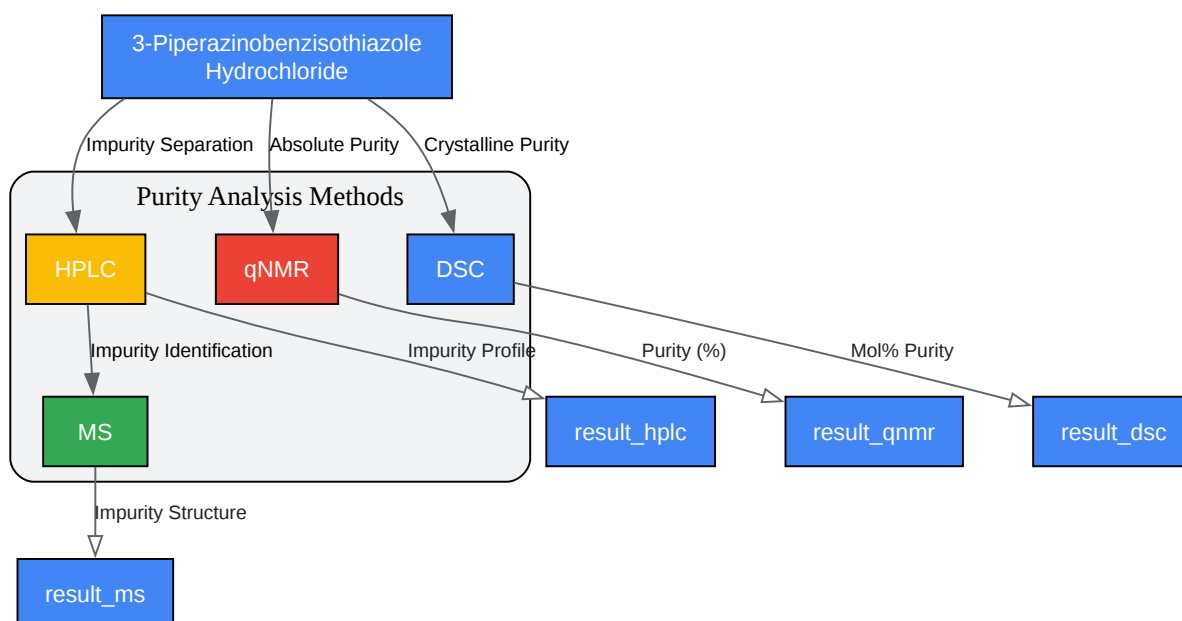 3-Piperazinobenzisothiazole
Hydrochloride
Impurity Separation
Absolute Purity
Crystalline Purity
Purity Analysis Methods
HPLC
qNMR
DSC
Impurity Identification
Impurity Profile
Purity (%)
Mol% Purity
MS
result_hplc
result_qnmr
result_dsc
Impurity Structure
result_ms